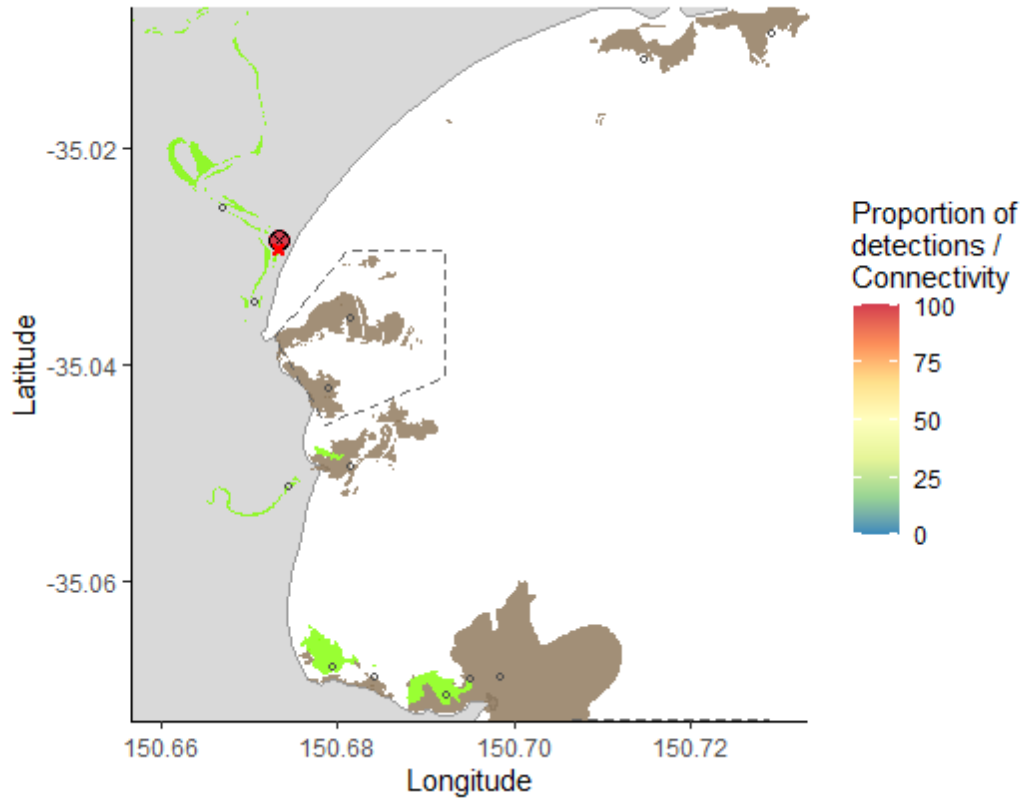 -35.02
-35.04
-35.06
Latitude
150.66
150.68
150.70
150.72
Longitude
Proportion of
detections /
Connectivity
100
75
50
25
0